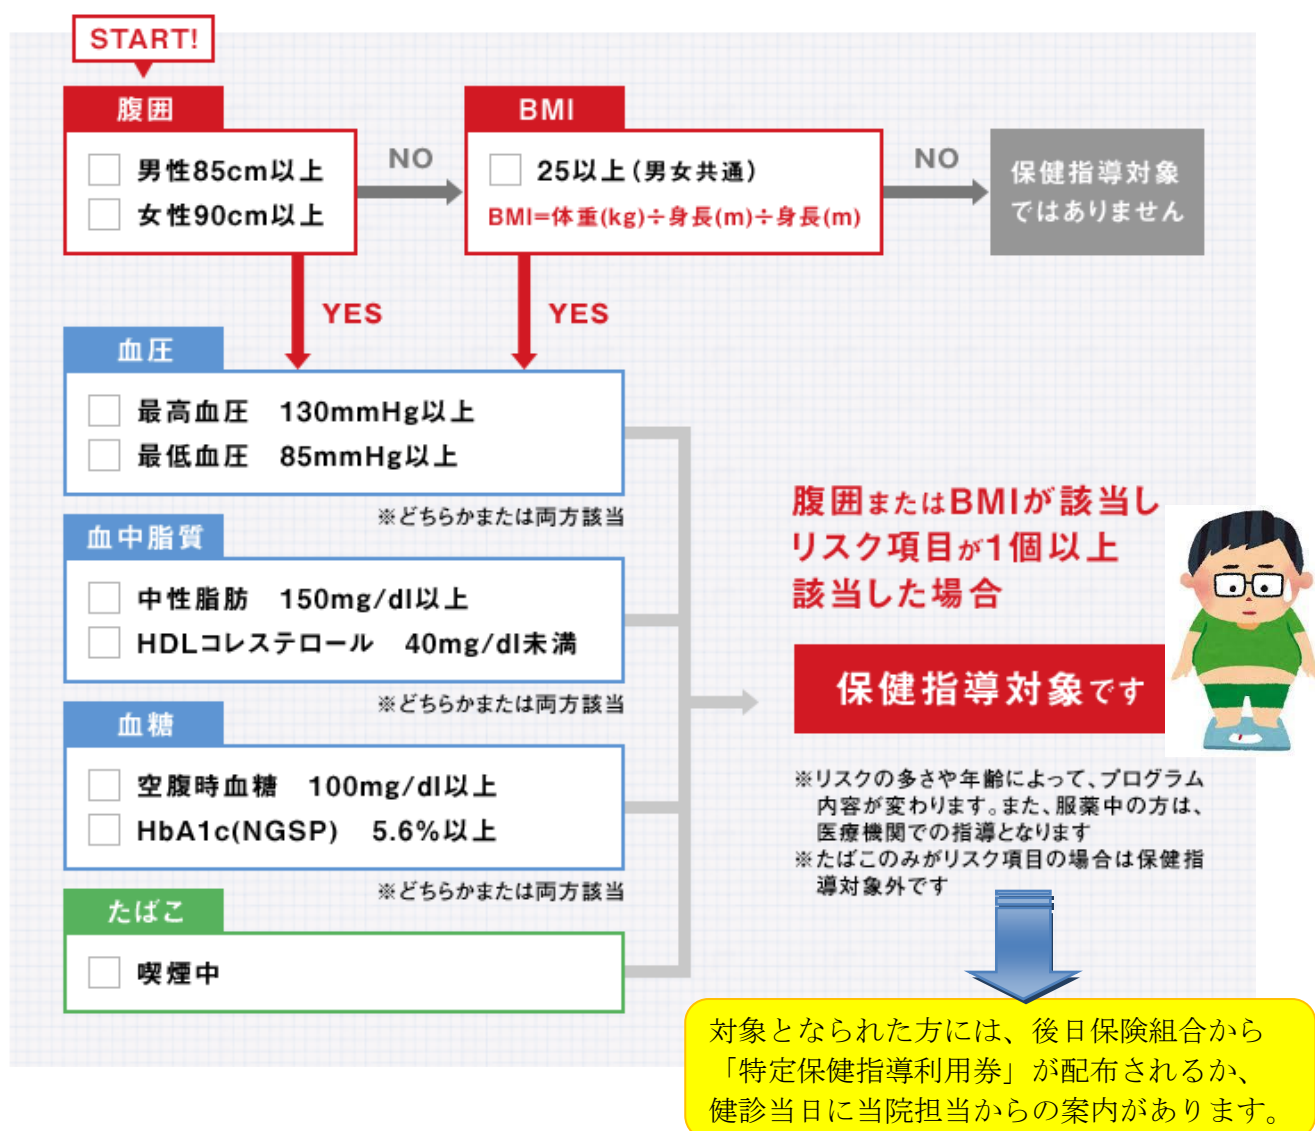 START!
腹囲
男性85cm以上
女性90cm以上
NO
BMI
25以上(男女共通)
BMI=体重(kg)÷身長(m)÷身長(m)
NO
保健指導対象
ではありません
YES
YES
血圧
最高血圧 130mmHg以上
最低血圧 85mmHg以上
※どちらかまたは両方該当
血中脂質
中性脂肪 150mg/dl以上
HDLコレステロール 40mg/dl未満
※どちらかまたは両方該当
血糖
空腹時血糖 100mg/dl以上
HbA1c(NGSP) 5.6%以上
※どちらかまたは両方該当
たばこ
喫煙中
腹囲またはBMIが該当し
リスク項目が1個以上
該当した場合
保健指導対象です
※リスクの多さや年齢によって、プログラム
内容が変わります。また、服薬中の方は、
医療機関での指導となります
※たばこのみがリスク項目の場合は保健指
導対象外です
対象となられた方には、後日保険組合から
「特定保健指導利用券」が配布されるか、
健診当日に当院担当からの案内があります。